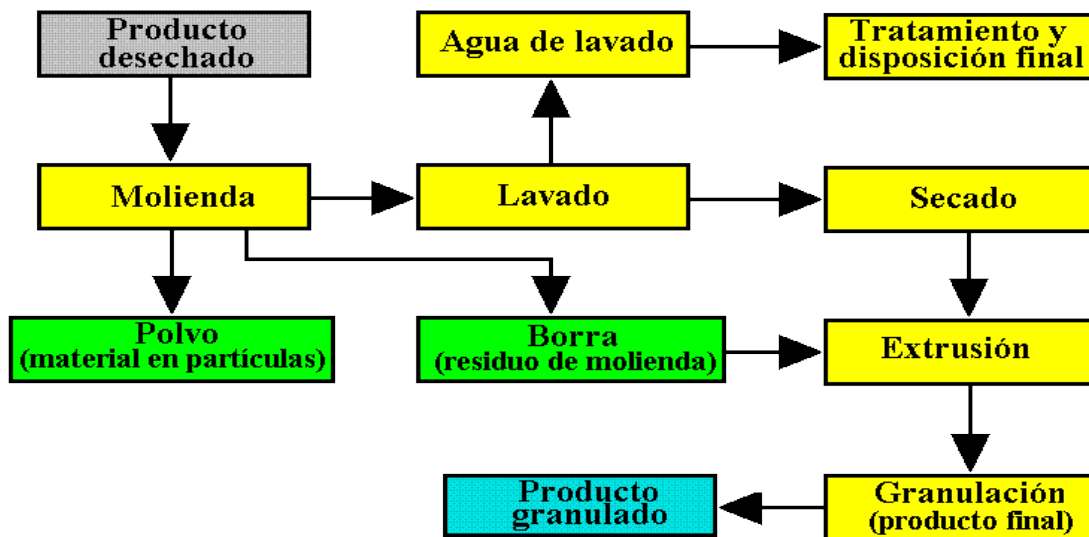 Producto
desechado
Agua de lavado
Tratamiento y
disposición final
Molienda
Lavado
Secado
Polvo
(material en partículas)
Borra
(residuo de molienda)
Extrusión
Producto
granulado
Granulación
(producto final)